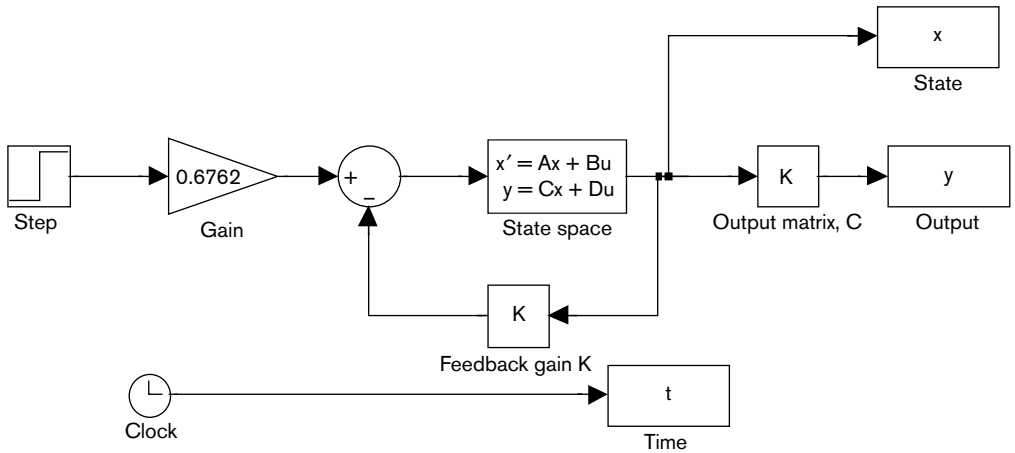 x
State
Step
0.6762
Gain
+
−
x′ = Ax + Bu
y = Cx + Du
State space
K
Output matrix, C
y
Output
K
Feedback gain K
Clock
t
Time